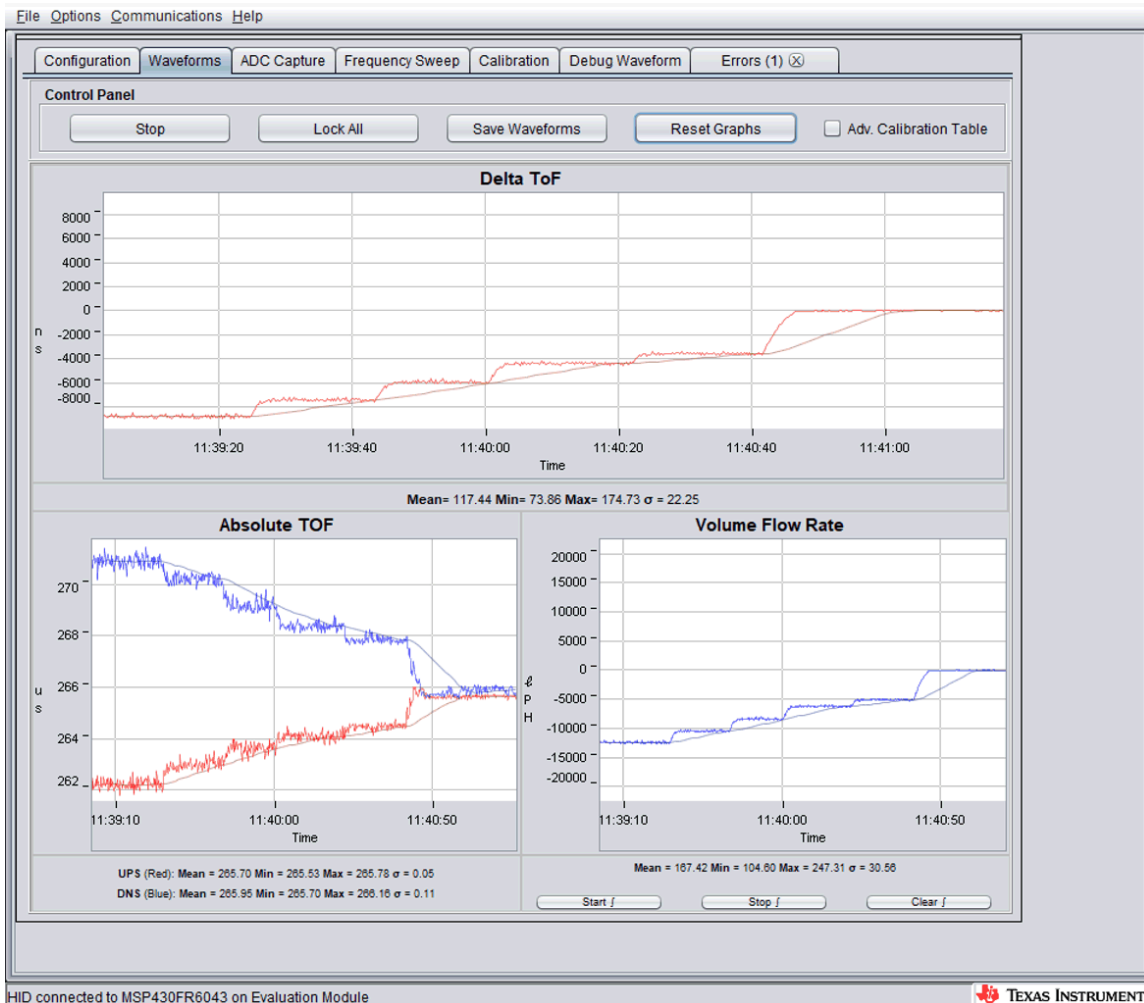 File Options Communications Help
Configuration Waveforms ADC Capture Frequency Sweep Calibration Debug Waveform Errors (1)
Control Panel
Stop Lock All Save Waveforms Reset Graphs Adv. Calibration Table
Delta ToF
8000
6000
4000
2000
0
-2000
-4000
-6000
-8000
n
s
11:39:20 11:39:40 11:40:00 11:40:20 11:40:40 11:41:00
Time
Mean= 117.44 Min= 73.86 Max= 174.73 σ = 22.25
Absolute TOF
270
268
266
264
262
u
s
11:39:10 11:40:00 11:40:50
Time
UPS (Red): Mean = 265.70 Min = 265.53 Max = 265.78 σ = 0.05
DNS (Blue): Mean = 265.95 Min = 265.70 Max = 266.16 σ = 0.11
Volume Flow Rate
20000
15000
10000
5000
0
-5000
-10000
-15000
-20000
ℓ
P
H
11:39:10 11:40:00 11:40:50
Time
Mean = 167.42 Min = 104.60 Max = 247.31 σ = 30.56
Start ∫ Stop ∫ Clear ∫
HID connected to MSP430FR6043 on Evaluation Module
TEXAS INSTRUMENT